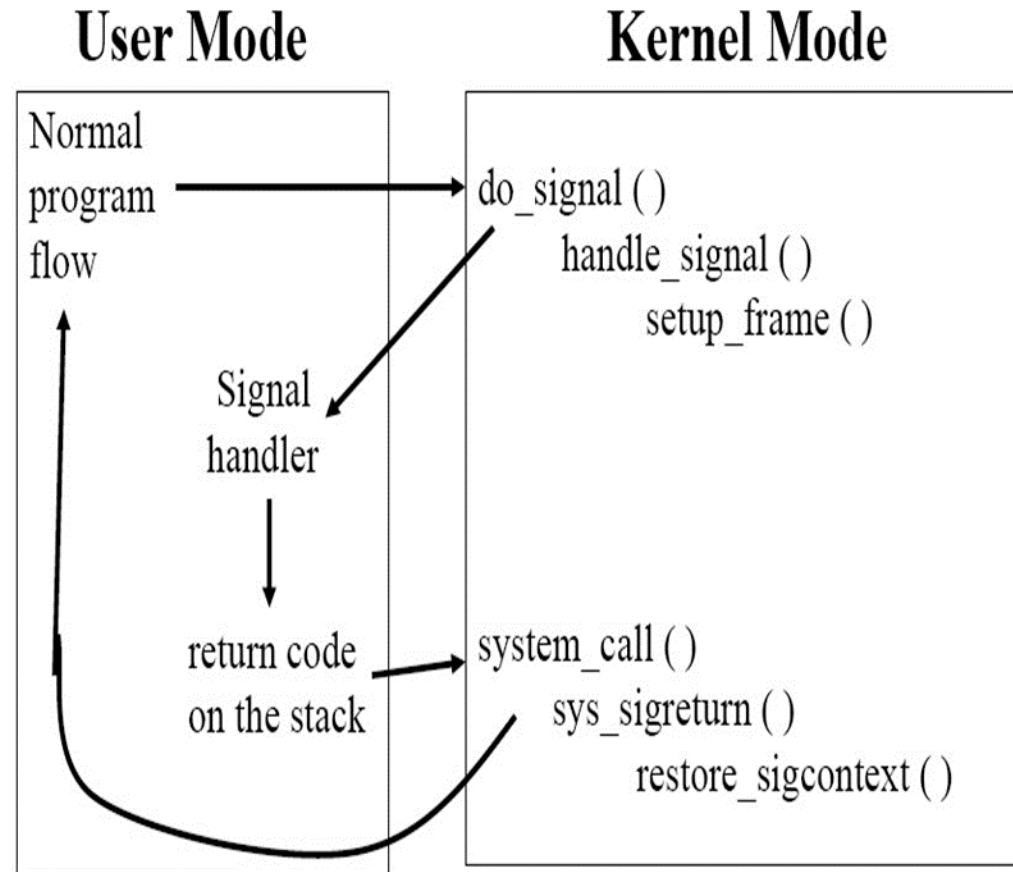 User Mode
Kernel Mode
Normal
program
flow
do_signal ( )
handle_signal ( )
setup_frame ( )
Signal
handler
return code
on the stack
system_call ( )
sys_sigreturn ( )
restore_sigcontext ( )